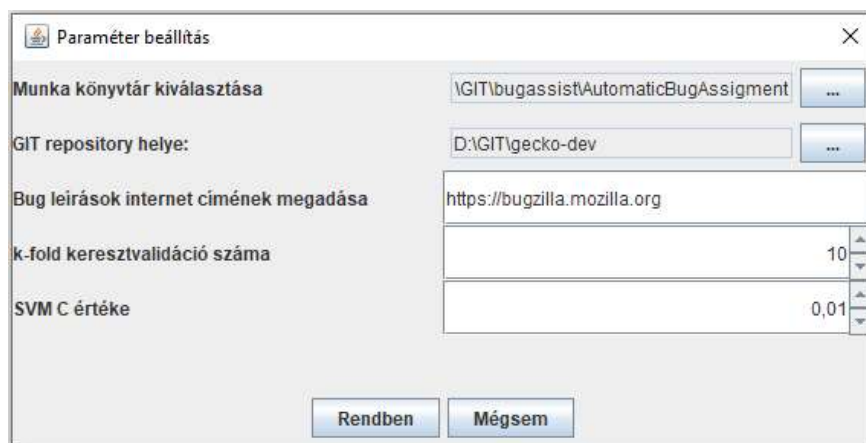 Paraméter beállítás
Munka könyvtár kiválasztása \GIT\bugassist\AutomaticBugAssigment ...
GIT repository helye: D:\GIT\gecko-dev ...
Bug leírások internet címének megadása https://bugzilla.mozilla.org
k-fold keresztvalidáció száma 10
SVM C értéke 0,01
Rendben Mégsem